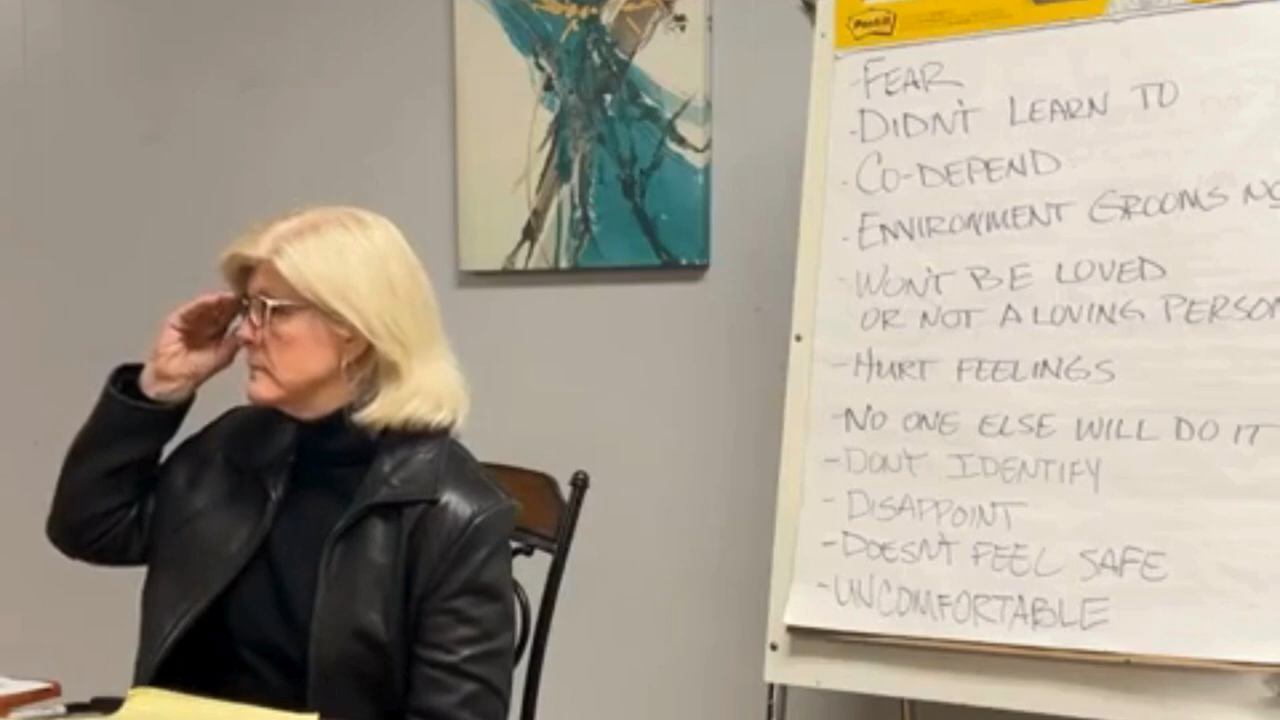 Post-it
-FEAR
-DIDN'T LEARN TO
-CO-DEPEND
-ENVIRONMENT GROOMS
-WON'T BE LOVED
OR NOT A LOVING PERSON
-HURT FEELINGS
-NO ONE ELSE WILL DO IT
-DON'T IDENTIFY
-DISAPPOINT
-DOESN'T FEEL SAFE
-UNCOMFORTABLE